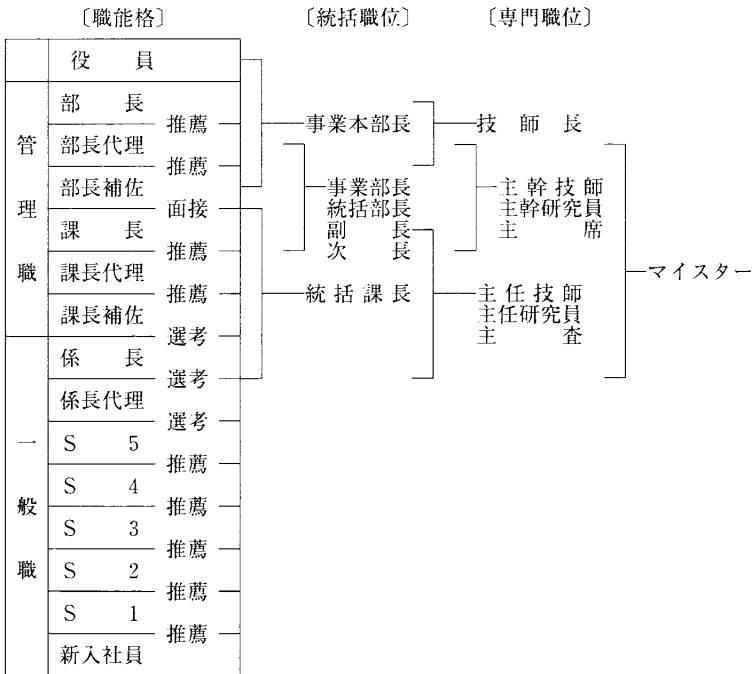 〔職能格〕 〔統括職位〕 〔専門職位〕
役員
部長
推薦
事業本部長 技師長
管
部長代理
推薦
部長補佐
事業部長 主幹技師
理
面接
統括部長 主幹研究員
課長
副長 主席
推薦
次長
職
課長代理
マイスター
推薦
統括課長 主任技師
課長補佐
主任研究員
選考
主査
係長
選考
係長代理
選考
一
S 5
推薦
S 4
般
推薦
S 3
推薦
職
S 2
推薦
S 1
推薦
新入社員